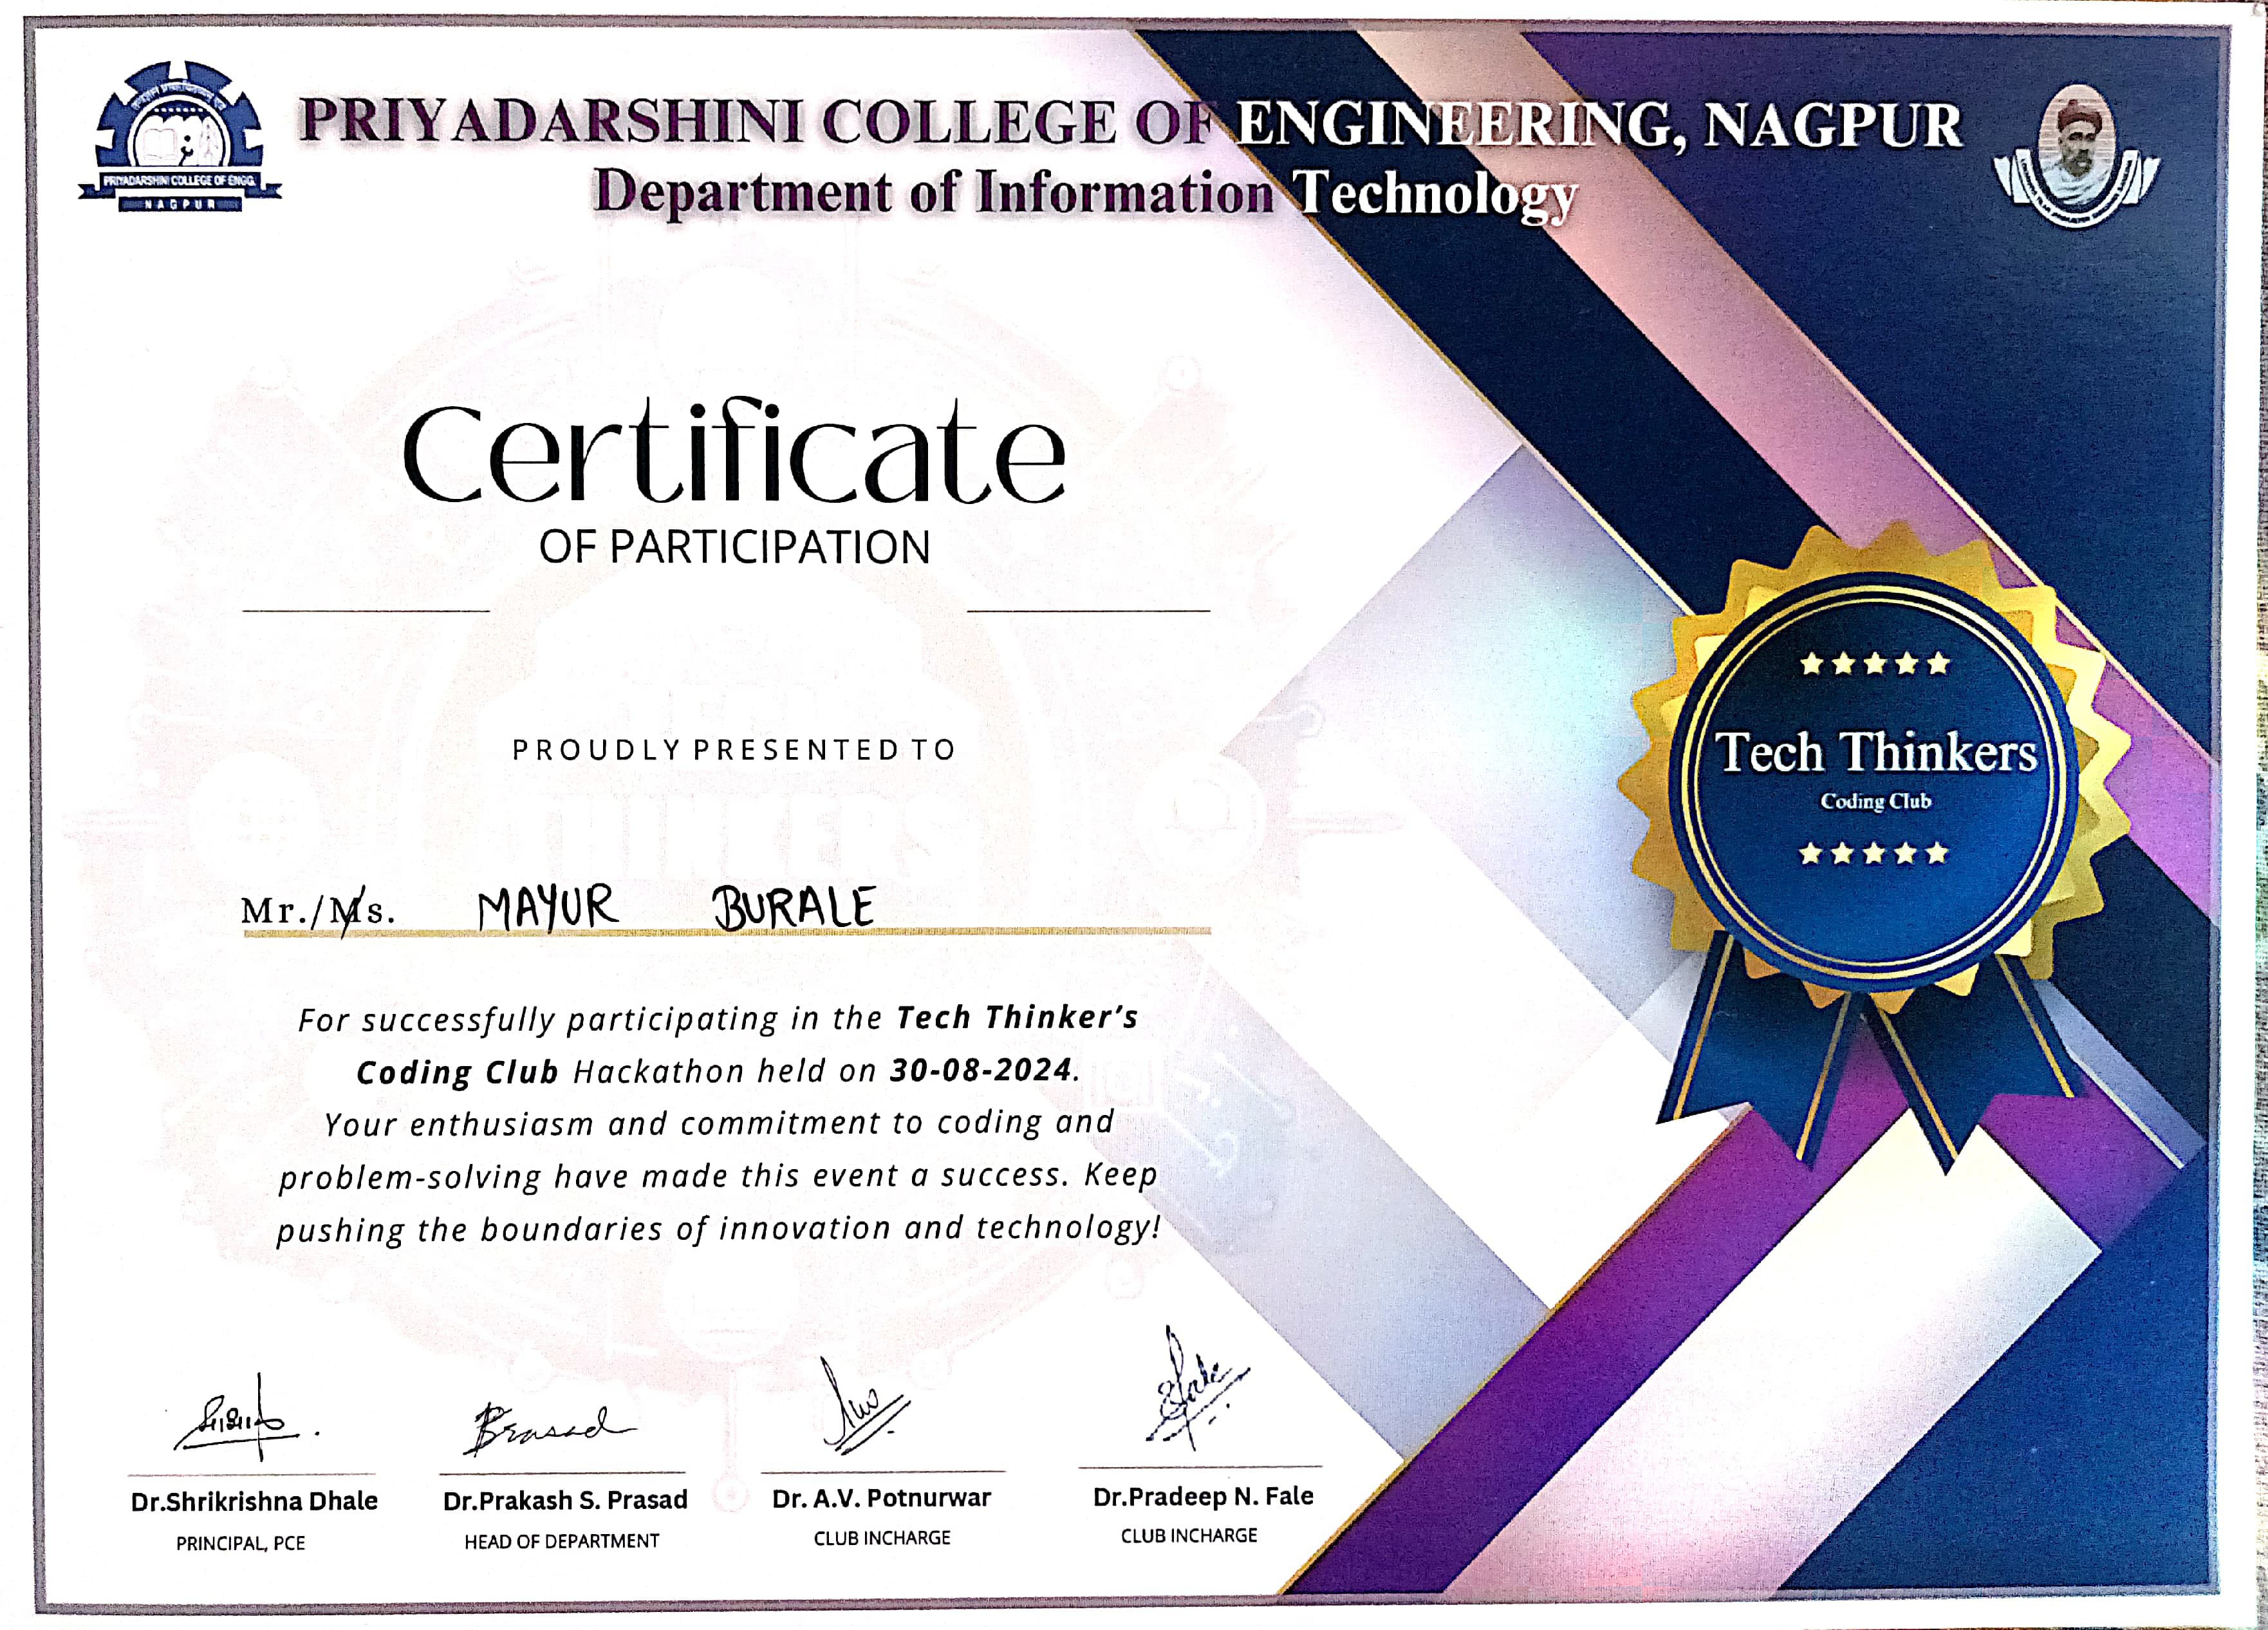 PRIYADARSHINI COLLEGE OF ENGINEERING, NAGPUR
Department of Information Technology
PRIYADARSHINI COLLEGE OF ENGG.
NAGPUR
Certificate
OF PARTICIPATION
PROUDLY PRESENTED TO
THINKERS
Mr./Ms. MAYUR BURALE
For successfully participating in the Tech Thinker's
Coding Club Hackathon held on 30-08-2024.
Your enthusiasm and commitment to coding and
problem-solving have made this event a success. Keep
pushing the boundaries of innovation and technology!
Tech Thinkers
Coding Club
Prasad
Dr.Shrikrishna Dhale
PRINCIPAL, PCE
Dr.Prakash S. Prasad
HEAD OF DEPARTMENT
Dr. A.V. Potnurwar
CLUB INCHARGE
Dr.Pradeep N. Fale
CLUB INCHARGE